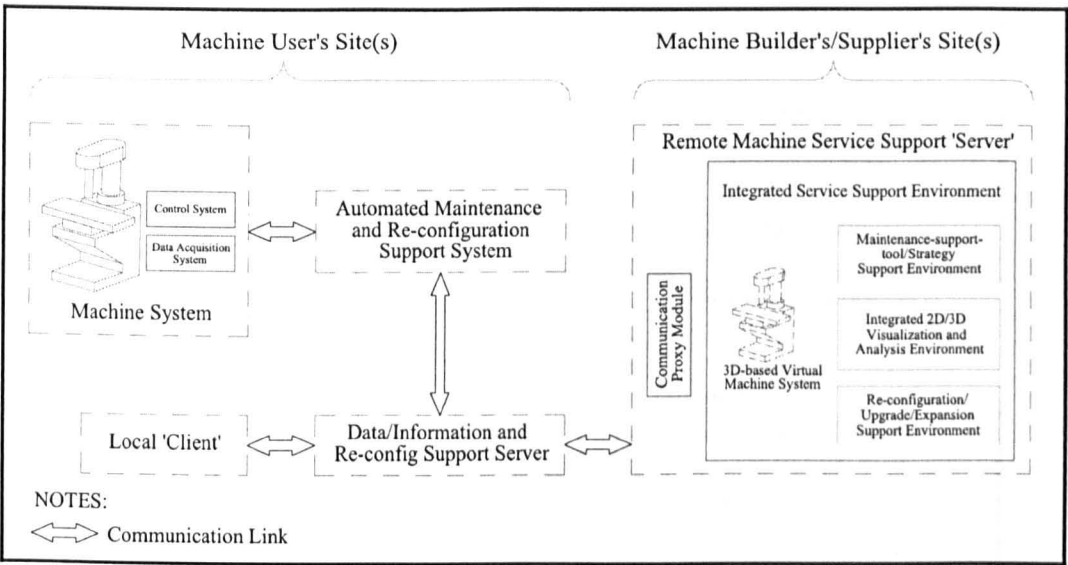 Machine User's Site(s)
Machine Builder's/Supplier's Site(s)
Control System
Data Acquisition
System
Machine System
Automated Maintenance
and Re-configuration
Support System
Local 'Client'
Data/Information and
Re-config Support Server
Remote Machine Service Support 'Server'
Integrated Service Support Environment
Communication
Proxy Module
3D-based Virtual
Machine System
Maintenance-support-
tool/Strategy
Support Environment
Integrated 2D/3D
Visualization and
Analysis Environment
Re-configuration/
Upgrade/Expansion
Support Environment
NOTES:
Communication Link